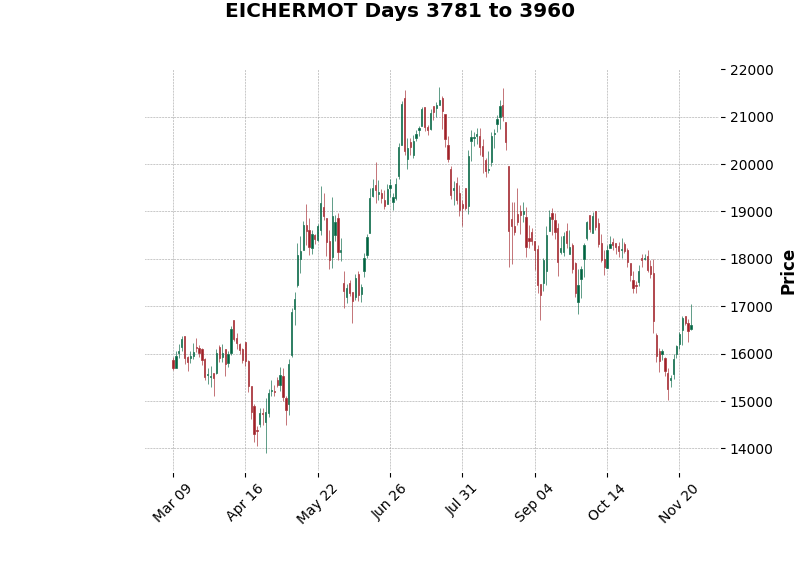 EICHERMOT Days 3781 to 3960
22000
21000
20000
19000
18000
17000
16000
15000
14000
Price
Mar 09
Apr 16
May 22
Jun 26
Jul 31
Sep 04
Oct 14
Nov 20